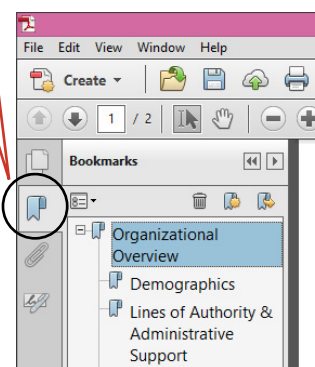 File Edit View Window Help
Create
1 / 2
Bookmarks
Organizational
Overview
Demographics
Lines of Authority &
Administrative
Support